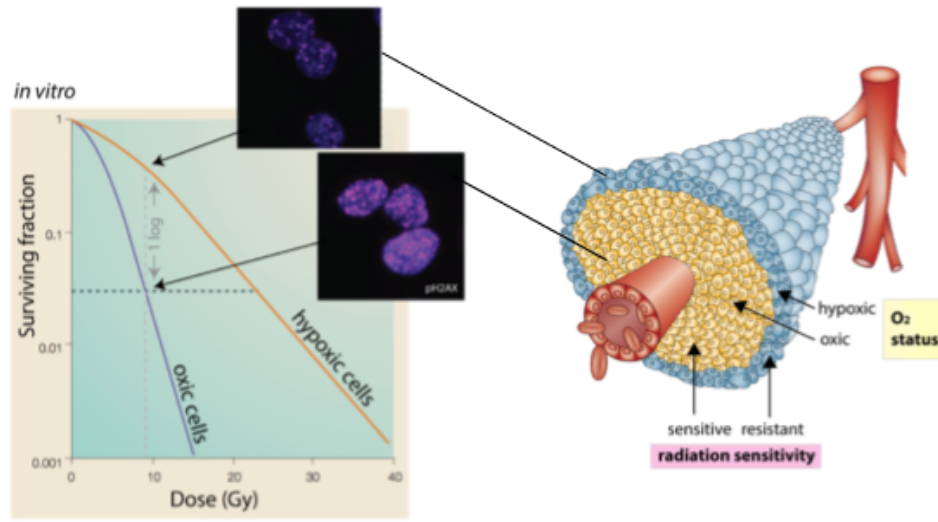 in vitro
1
0.1
0.01
0.001
Surviving fraction
1 log
pH2AX
hypoxic cells
oxic cells
0
10
20
30
40
Dose (Gy)
hypoxic
oxic
O₂
status
sensitive resistant
radiation sensitivity